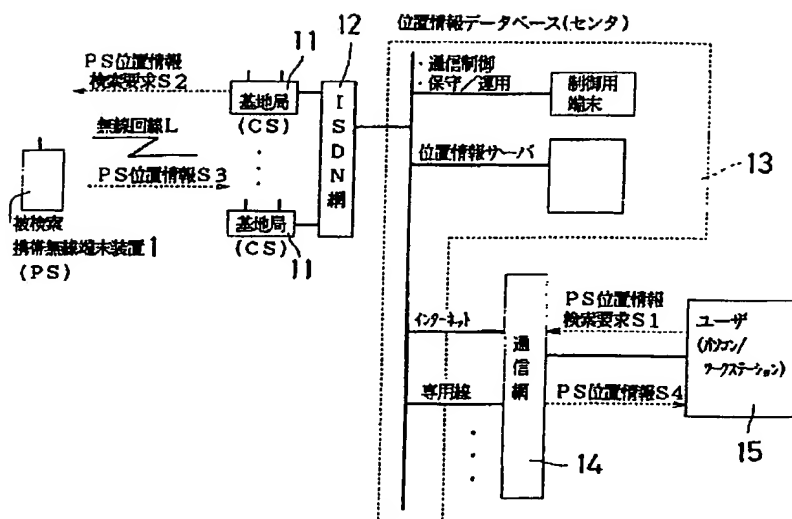 位置情報データベース(センタ)
12
11
PS位置情報
検索要求S2
基地局
(CS)
ISDN網
・通信制御
・保守/運用
制御用
端末
無線回線L
PS位置情報S3
位置情報サーバ
13
被検索
携帯無線端末装置1
(PS)
基地局
(CS)
11
インターネット
専用線
通信網
PS位置情報
検索要求S1
ユーザ
(パソコン/
ワークステーション)
PS位置情報S4
14
15